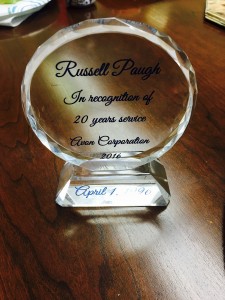 Russell Paugh
In recognition of
20 years service
Avon Corporation
2016
April 1,